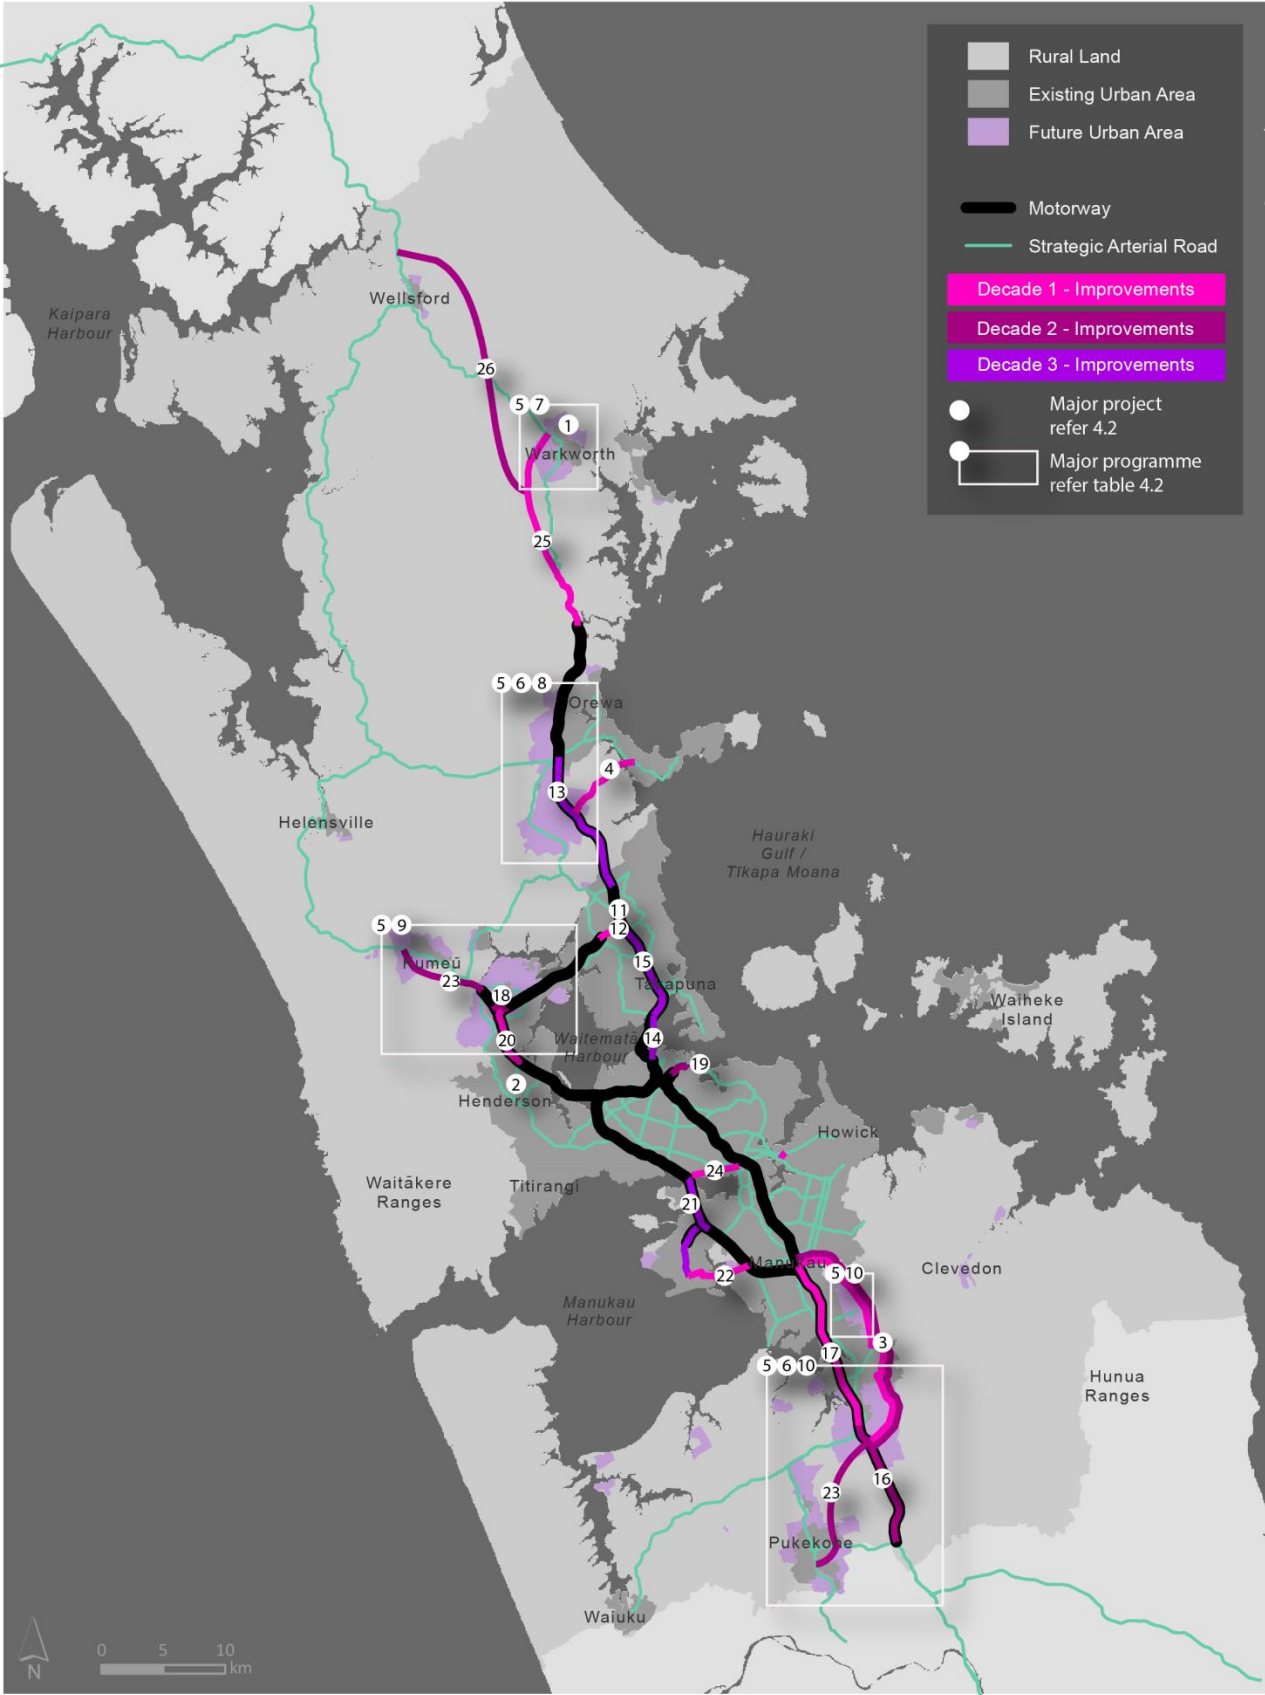 Rural Land
Existing Urban Area
Future Urban Area
Motorway
Strategic Arterial Road
Decade 1 - Improvements
Decade 2 - Improvements
Decade 3 - Improvements
Major project
refer 4.2
Major programme
refer table 4.2
Wellsford
Kaipara
Harbour
26
5 7
1
Warkworth
25
5 6 8
Orewa
4
13
Helensville
Hauraki
Gulf /
Tīkapa Moana
11
12
5 9
Kumeū
23
15
Takapuna
18
Waiheke
Island
20
14
Waitematā
Harbour
19
2
Henderson
Howick
24
Waitākere
Ranges
Titirangi
21
Manukau
22
5 10
Clevedon
Manukau
Harbour
3
17
5 6 10
Hunua
Ranges
16
23
Pukekohe
Waiuku
N
0 5 10
km